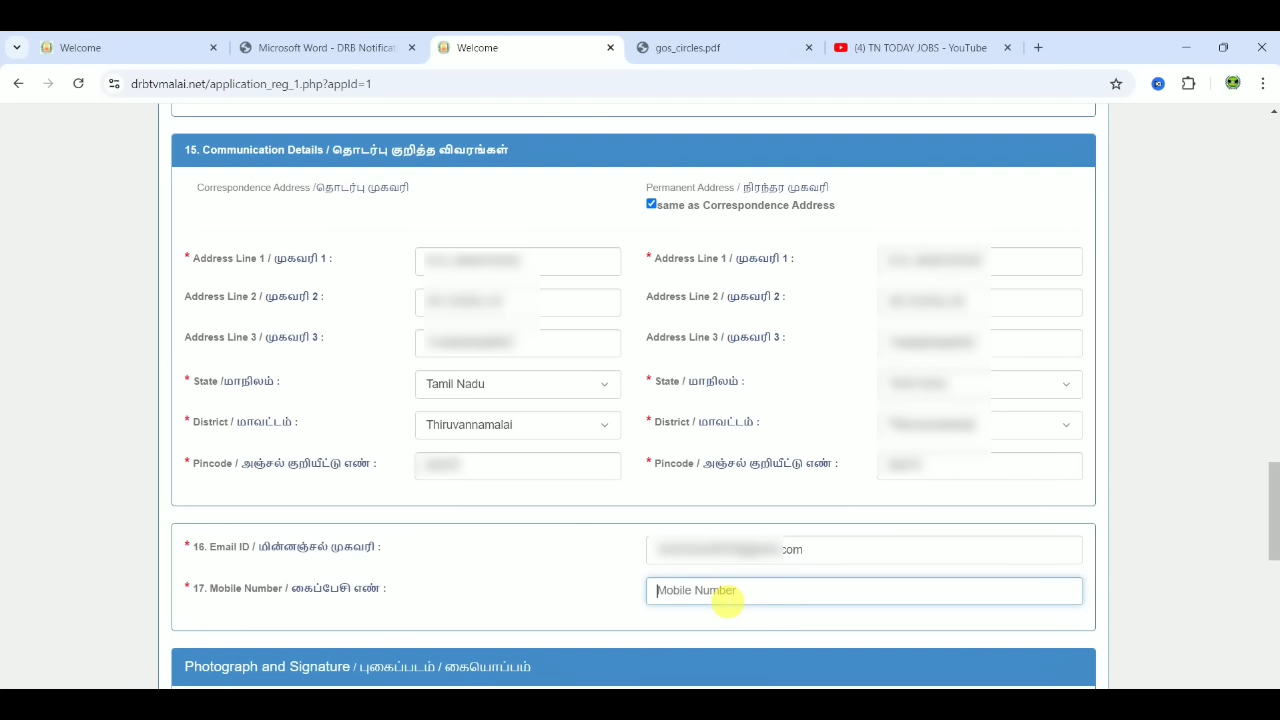 Welcome
Microsoft Word - DRB Notificat
Welcome
gos_circles.pdf
(4) TN TODAY JOBS - YouTube
drbtvmalai.net/application_reg_1.php?appId=1
15. Communication Details / தொடர்பு குறித்த விவரங்கள்
Correspondence Address /தொடர்பு முகவரி
Permanent Address / நிரந்தர முகவரி
same as Correspondence Address
* Address Line 1 / முகவரி 1 :
* Address Line 1 / முகவரி 1 :
Address Line 2 / முகவரி 2 :
Address Line 2 / முகவரி 2 :
Address Line 3 / முகவரி 3 :
Address Line 3 / முகவரி 3 :
* State /மாநிலம் : Tamil Nadu
* State / மாநிலம் :
* District / மாவட்டம் : Thiruvannamalai
* District / மாவட்டம் :
* Pincode / அஞ்சல் குறியீட்டு எண் :
* Pincode / அஞ்சல் குறியீட்டு எண் :
* 16. Email ID / மின்னஞ்சல் முகவரி : com
* 17. Mobile Number / கைப்பேசி எண் : Mobile Number
Photograph and Signature / புகைப்படம் / கையொப்பம்